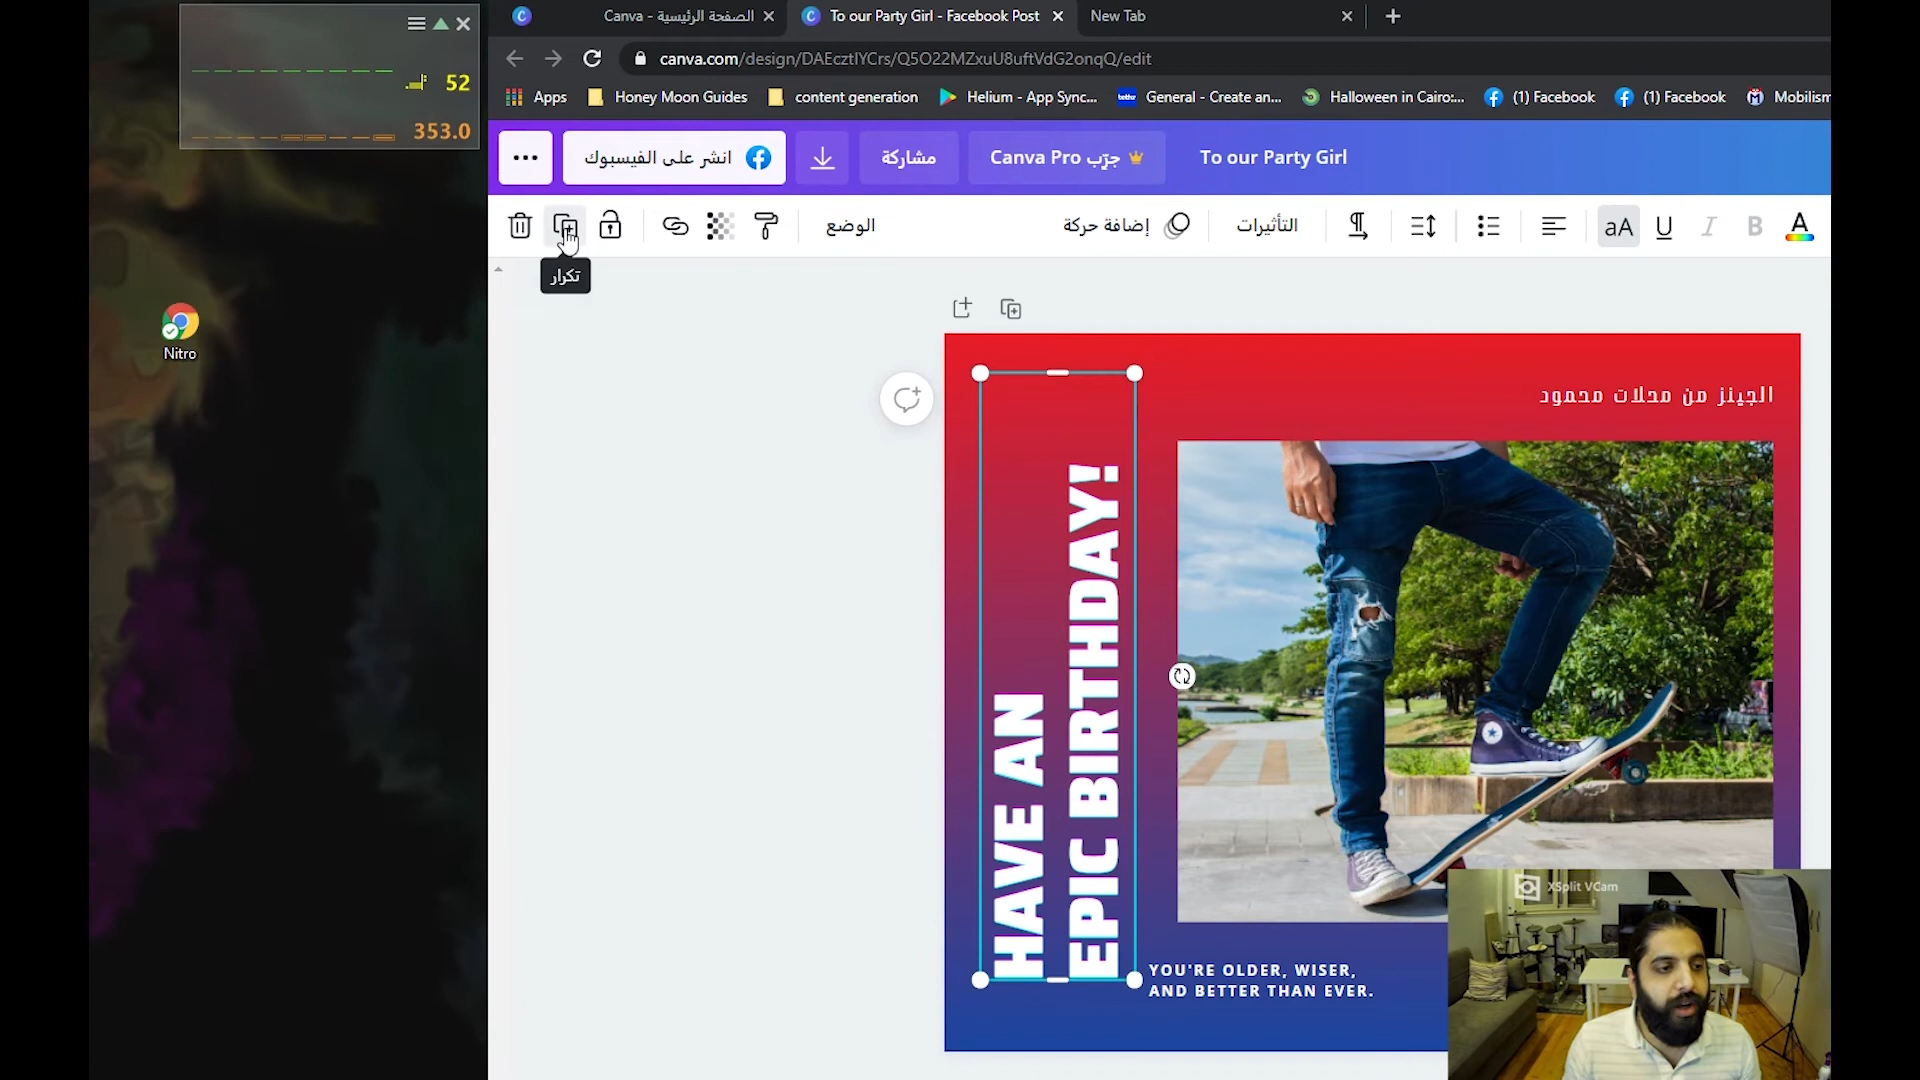 52
353.0
Nitro
Canva - الصفحة الرئيسية
To our Party Girl - Facebook Post
New Tab
canva.com/design/DAEcztIYCrs/Q5O22MZxuU8uftVdG2onqQ/edit
Apps
Honey Moon Guides
content generation
Helium - App Sync...
General - Create an...
Halloween in Cairo:...
(1) Facebook
(1) Facebook
Mobilism
انشر على الفيسبوك
مشاركة
جرّب Canva Pro
To our Party Girl
الوضع
إضافة حركة
التأثيرات
aA
U
I
B
A
تكرار
الجينز من محلات محمود
HAVE AN
EPIC BIRTHDAY!
YOU'RE OLDER, WISER,
AND BETTER THAN EVER.
XSplit VCam